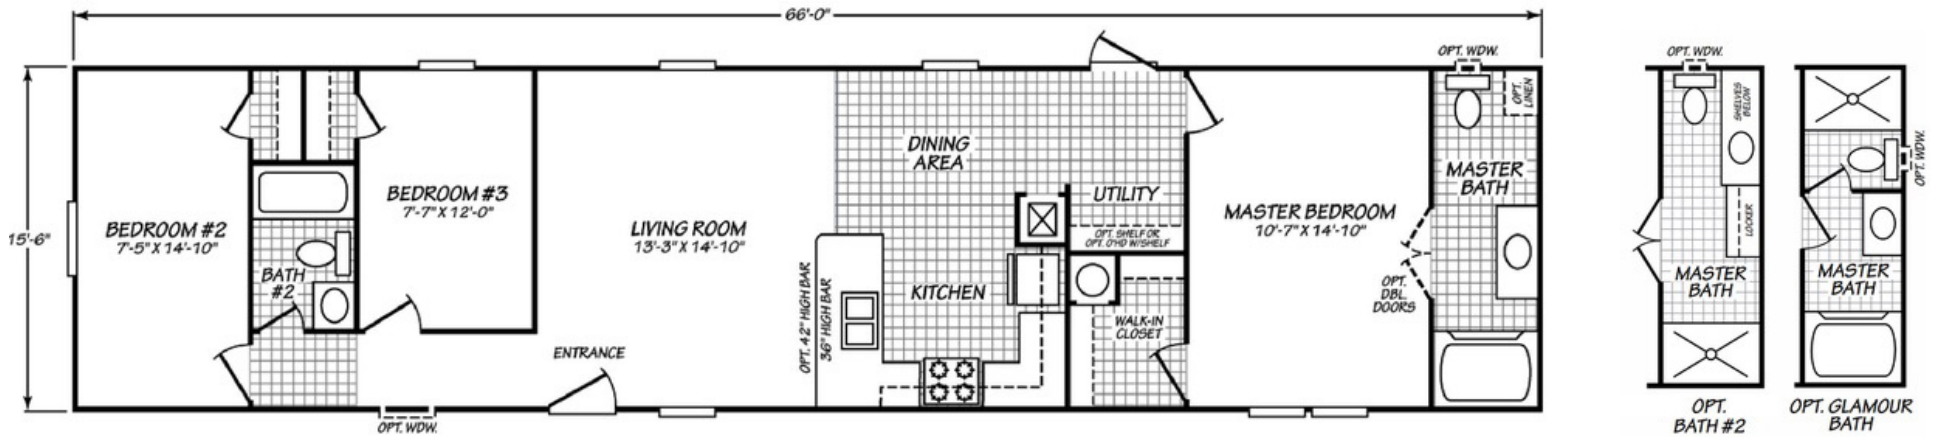 66'-0"
15'-6"
BEDROOM #2
7'-5" X 14'-10"
BATH
#2
BEDROOM #3
7'-7" X 12'-0"
OPT. WDW.
ENTRANCE
LIVING ROOM
13'-3" X 14'-10"
OPT. 42" HIGH BAR
36" HIGH BAR
DINING
AREA
KITCHEN
UTILITY
OPT. SHELF OR
OPT. O'HD W/SHELF
WALK-IN
CLOSET
MASTER BEDROOM
10'-7" X 14'-10"
OPT.
DBL.
DOORS
OPT. WDW.
OPT.
LINEN
MASTER
BATH
OPT. WDW.
SHELVES
BELOW
LOCKER
MASTER
BATH
OPT.
BATH #2
OPT. WDW.
MASTER
BATH
OPT. GLAMOUR
BATH